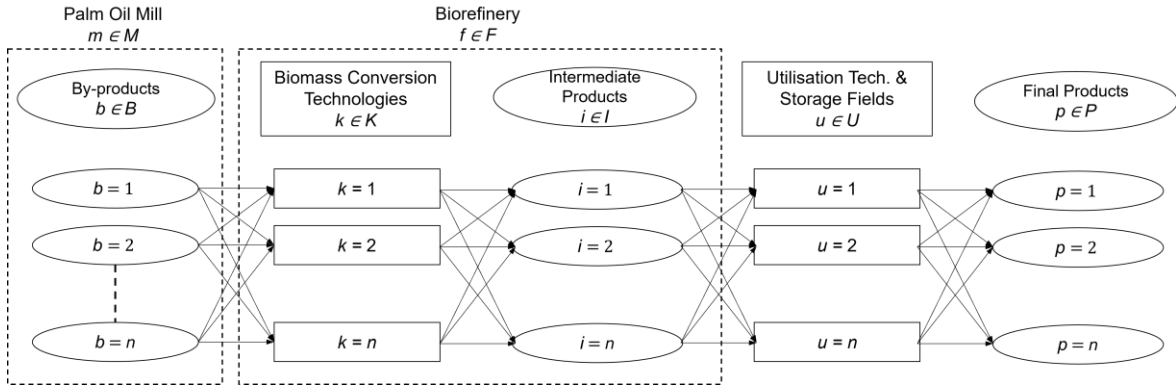 Palm Oil Mill
m ∈ M
Biorefinery
f ∈ F
By-products
b ∈ B
Biomass Conversion
Technologies
k ∈ K
Intermediate
Products
i ∈ I
Utilisation Tech. &
Storage Fields
u ∈ U
Final Products
p ∈ P
b = 1
k = 1
i = 1
u = 1
p = 1
b = 2
k = 2
i = 2
u = 2
p = 2
b = n
k = n
i = n
u = n
p = n